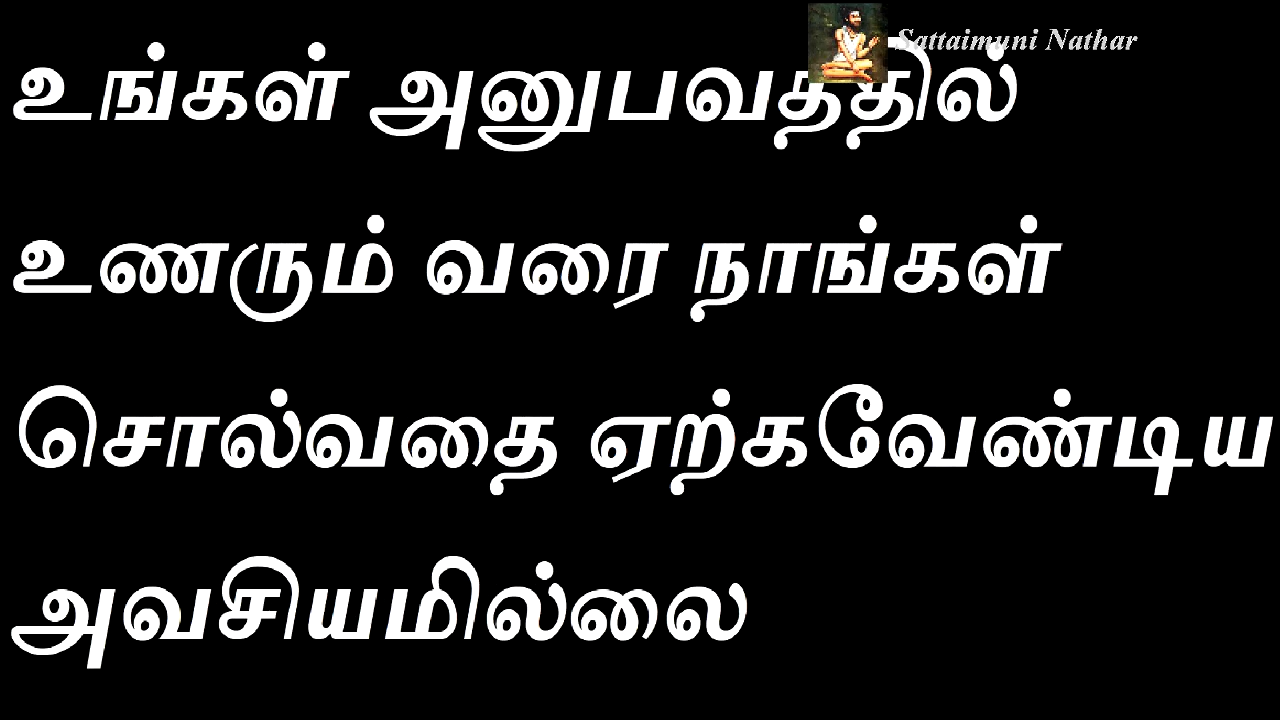 Sattaimuni Nathar
உங்கள் அனுபவத்தில்
உணரும் வரை நாங்கள்
சொல்வதை ஏற்கவேண்டிய
அவசியமில்லை